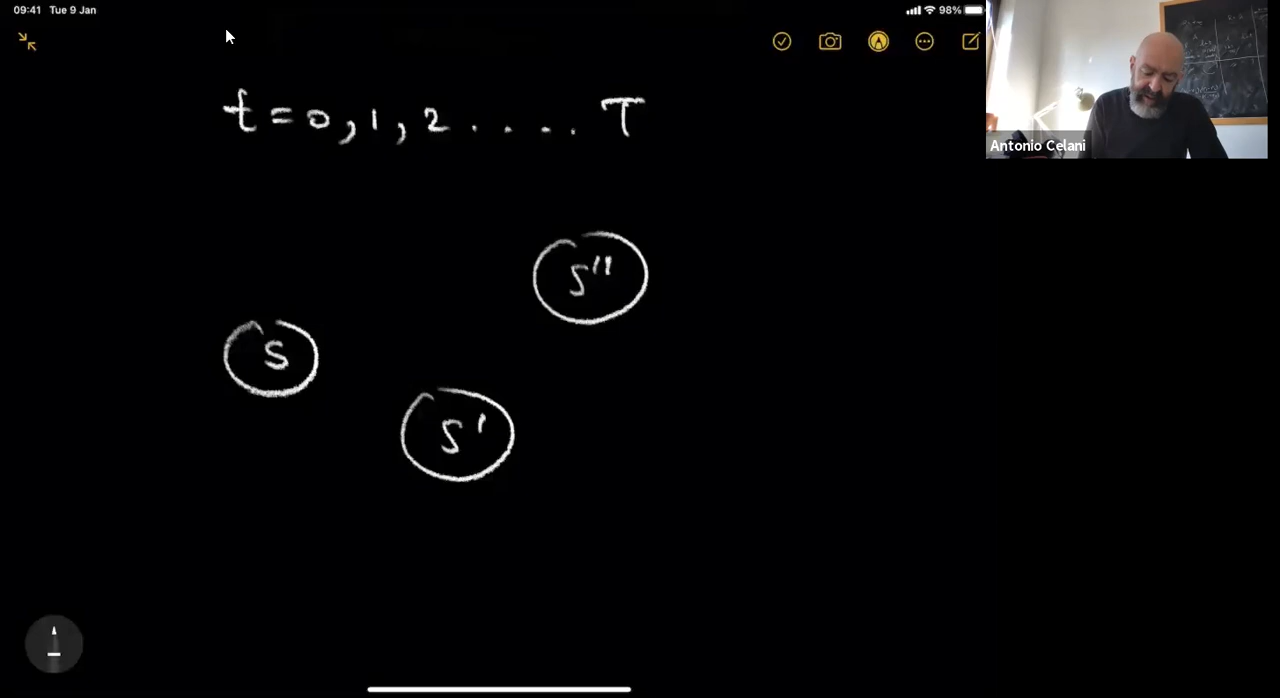 09:41 Tue 9 Jan 98%
t = 0, 1, 2 . . . . . T
S''
S
S'
Antonio Celani